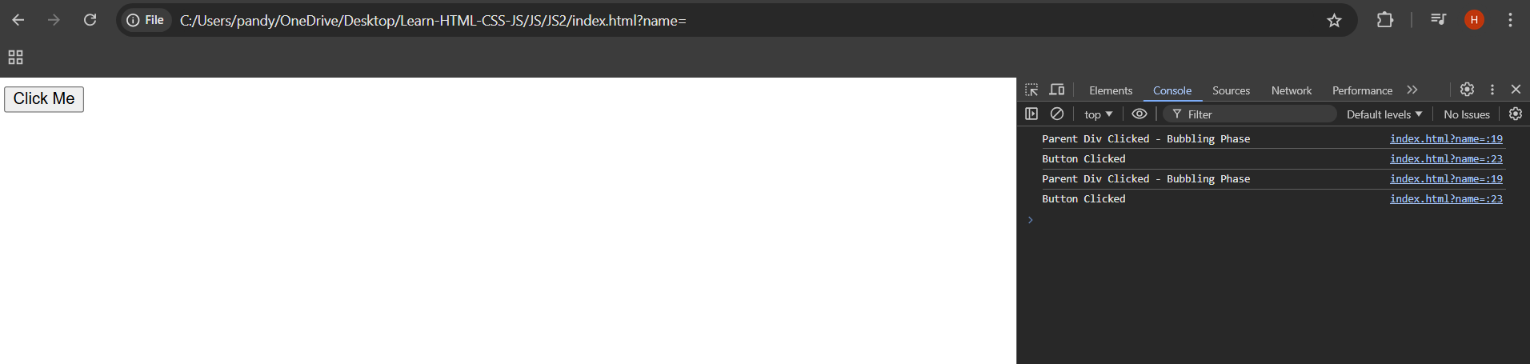 File C:/Users/pandy/OneDrive/Desktop/Learn-HTML-CSS-JS/JS/JS2/index.html?name= H
Click Me
Elements Console Sources Network Performance
top Filter Default levels No Issues
Parent Div Clicked - Bubbling Phase index.html?name=:19
Button Clicked index.html?name=:23
Parent Div Clicked - Bubbling Phase index.html?name=:19
Button Clicked index.html?name=:23